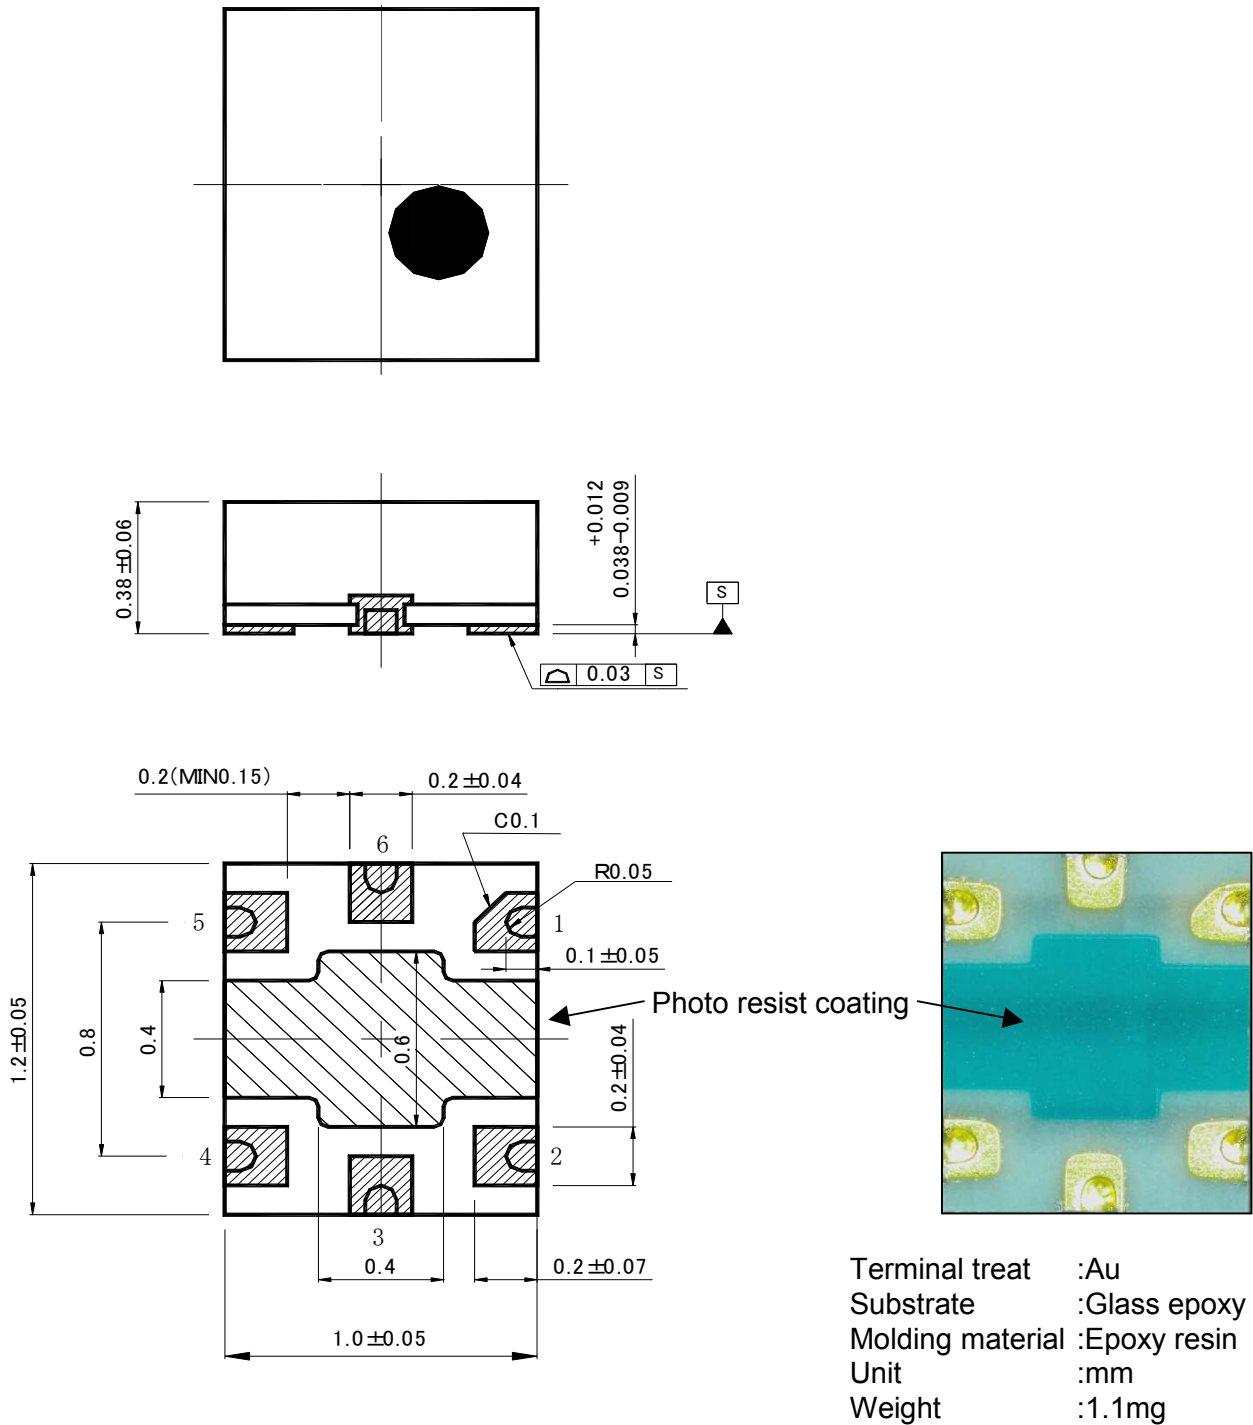 0.38±0.06
+0.012
0.038-0.009
S
0.03 S
0.2(MIN0.15)
0.2±0.04
C0.1
6
R0.05
5
1
0.1±0.05
Photo resist coating
1.2±0.05
0.8
0.4
0.6
0.2±0.04
4
2
3
0.4
0.2±0.07
1.0±0.05
Terminal treat :Au
Substrate :Glass epoxy
Molding material :Epoxy resin
Unit :mm
Weight :1.1mg